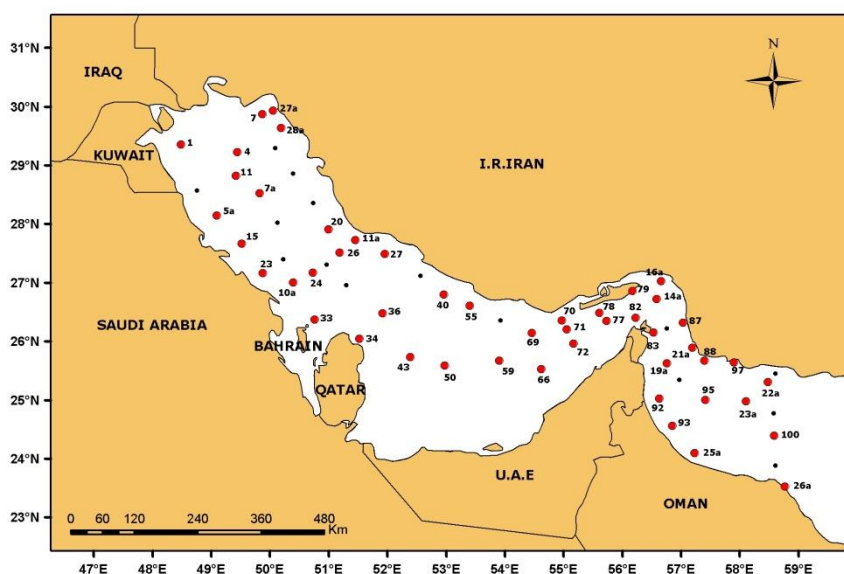 N
31°N
30°N
29°N
28°N
27°N
26°N
25°N
24°N
23°N
IRAQ
KUWAIT
I.R.IRAN
SAUDI ARABIA
BAHRAIN
QATAR
U.A.E
OMAN
27a
7
28a
1
4
11
7a
5a
20
15
11a
26
27
23
24
10a
16a
79
14a
40
55
78
82
33
36
70
77
87
71
34
69
83
72
21a
88
43
19a
97
50
59
66
22a
95
92
23a
93
100
25a
26a
0 60 120 240 360 480
Km
47°E 48°E 49°E 50°E 51°E 52°E 53°E 54°E 55°E 56°E 57°E 58°E 59°E